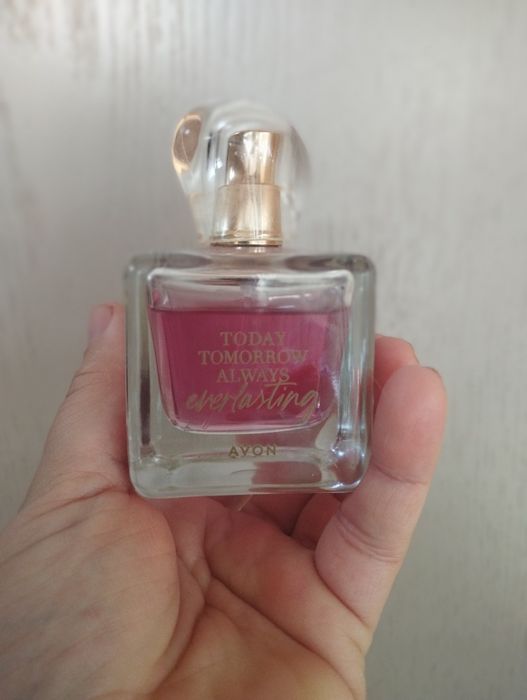 TODAY
TOMORROW
ALWAYS
everlasting
AVON